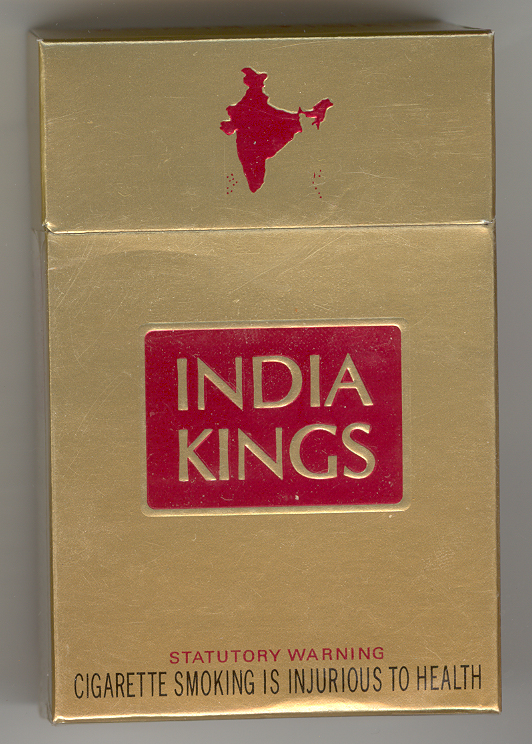 INDIA
KINGS
STATUTORY WARNING
CIGARETTE SMOKING IS INJURIOUS TO HEALTH